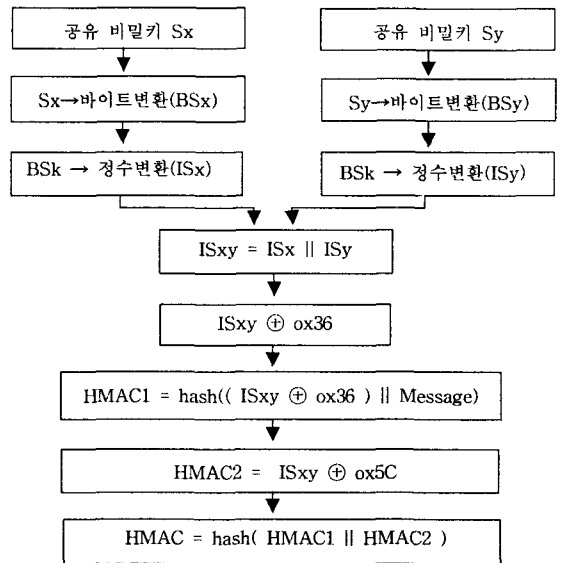 공유 비밀키 Sx
공유 비밀키 Sy
Sx→바이트변환(BSx)
Sy→바이트변환(BSy)
BSk → 정수변환(ISx)
BSk → 정수변환(ISy)
ISxy = ISx || ISy
ISxy ⊕ ox36
HMAC1 = hash(( ISxy ⊕ ox36 ) || Message)
HMAC2 = ISxy ⊕ ox5C
HMAC = hash( HMAC1 || HMAC2 )